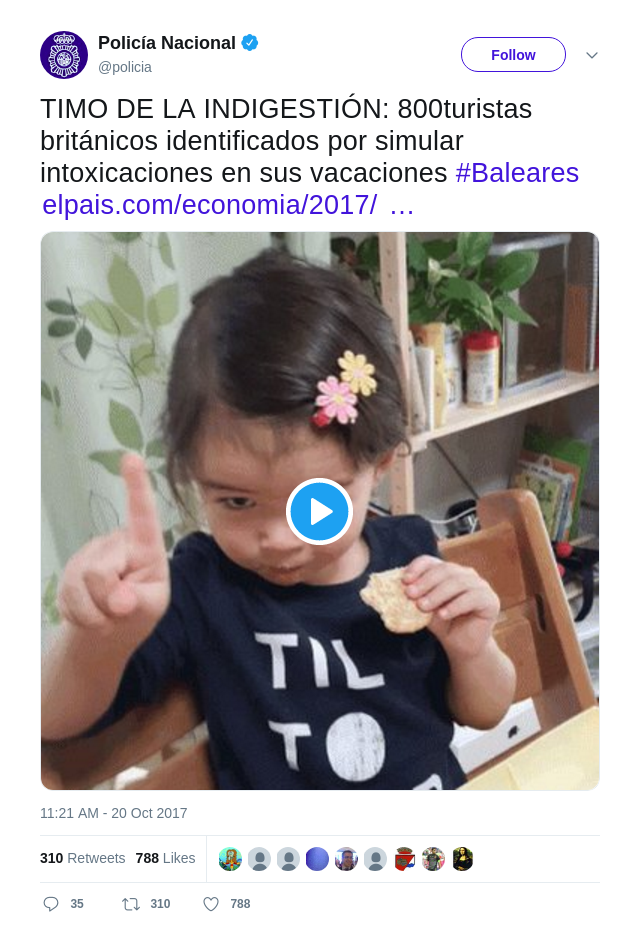 Policía Nacional
@policia
Follow
TIMO DE LA INDIGESTIÓN: 800turistas
británicos identificados por simular
intoxicaciones en sus vacaciones #Baleares
elpais.com/economia/2017/ …
TIL
TO
11:21 AM - 20 Oct 2017
310 Retweets 788 Likes
35 310 788